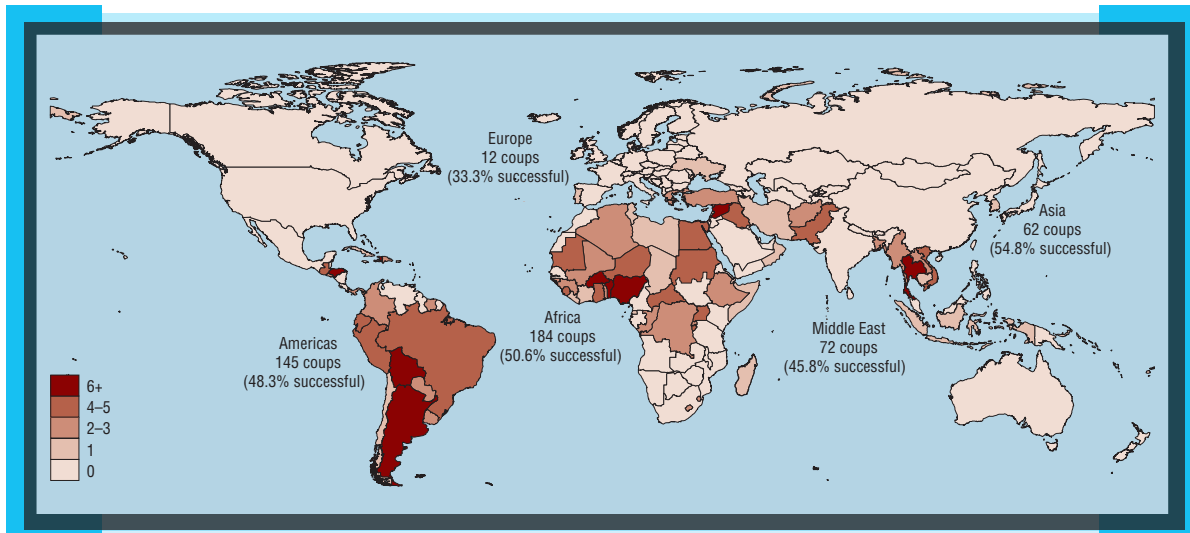 Europe
12 coups
(33.3% successful)
Asia
62 coups
(54.8% successful)
Africa
184 coups
(50.6% successful)
Middle East
72 coups
(45.8% successful)
Americas
145 coups
(48.3% successful)
6+
4–5
2–3
1
0